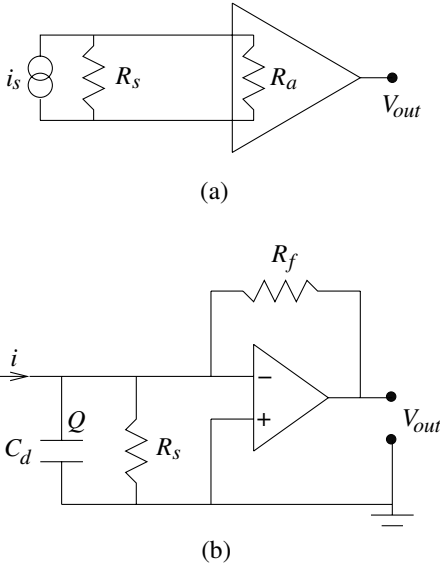 i_s R_s R_a
V_out
(a)
R_f
i
−
Q + V_out
C_d R_s
(b)